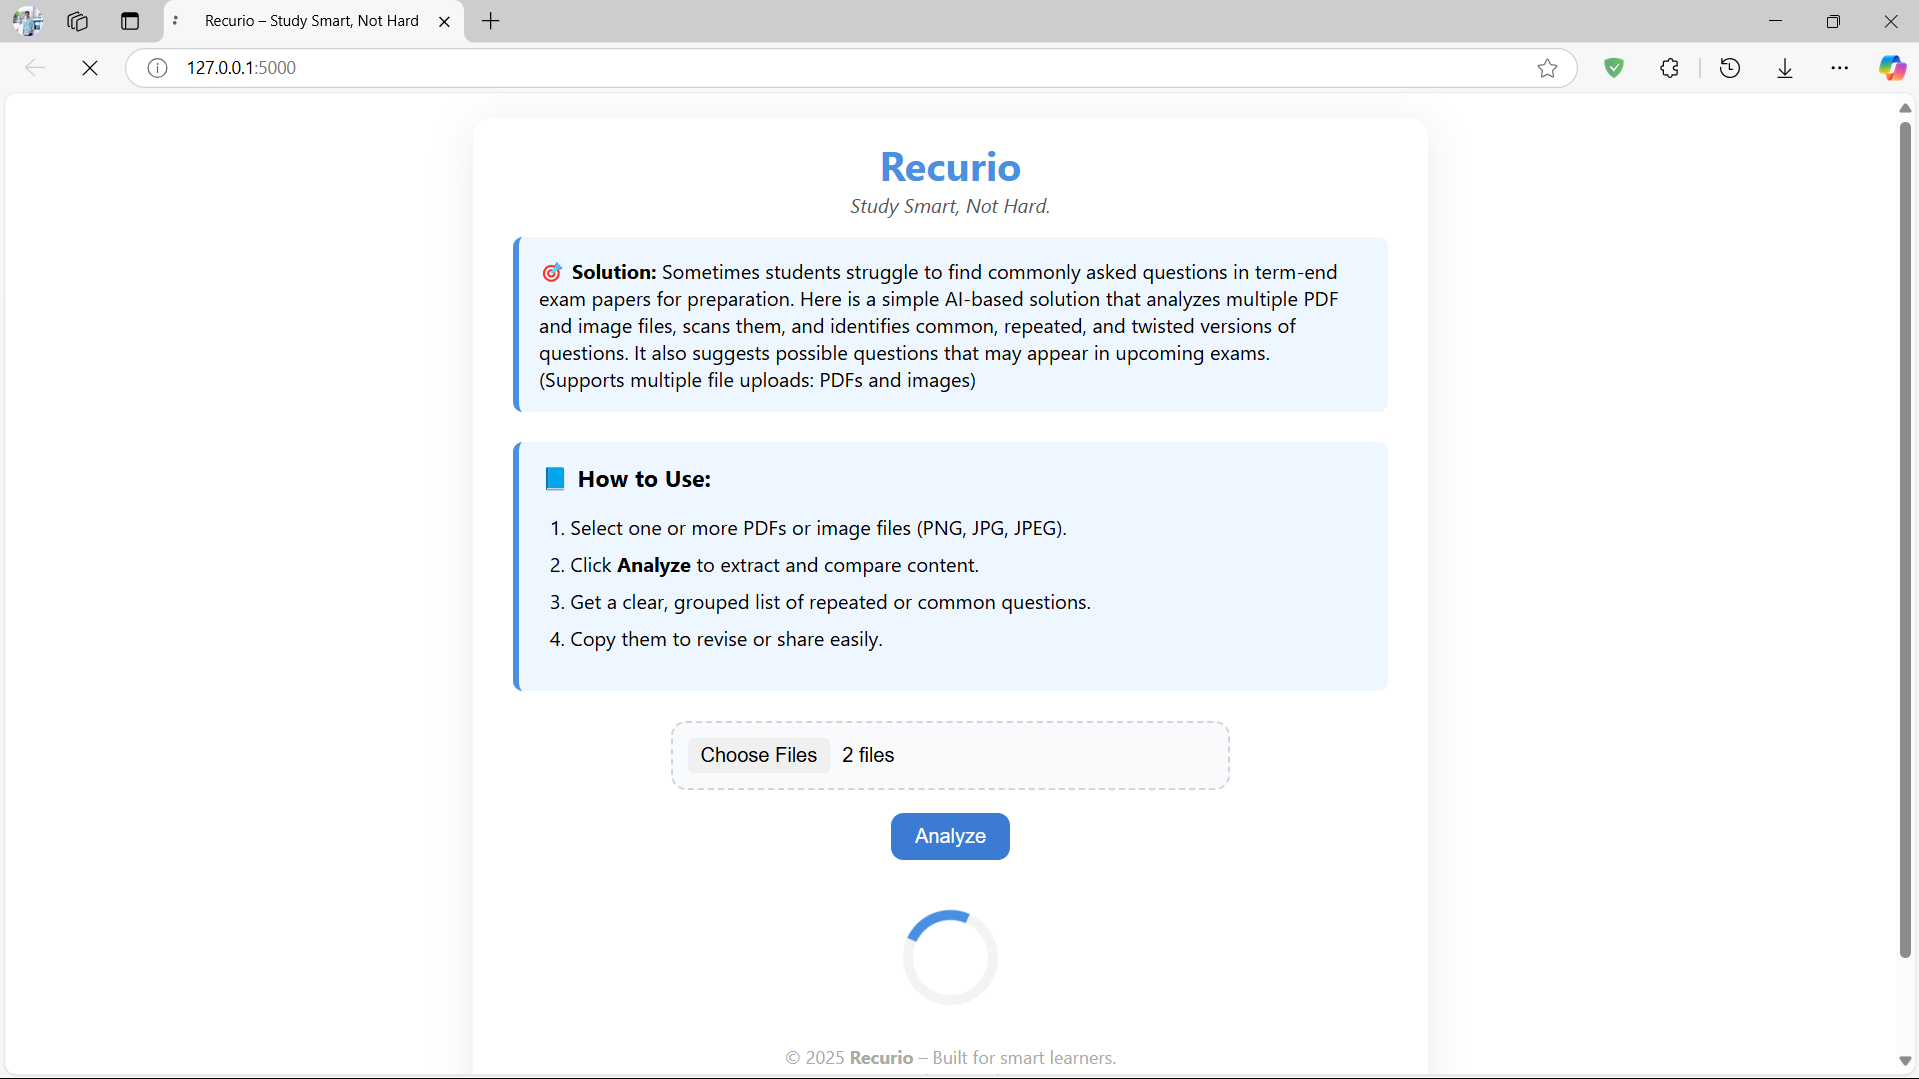 Recurio – Study Smart, Not Hard
127.0.0.1:5000
Recurio
Study Smart, Not Hard.
🎯 Solution: Sometimes students struggle to find commonly asked questions in term-end
exam papers for preparation. Here is a simple AI-based solution that analyzes multiple PDF
and image files, scans them, and identifies common, repeated, and twisted versions of
questions. It also suggests possible questions that may appear in upcoming exams.
(Supports multiple file uploads: PDFs and images)
📘 How to Use:
1. Select one or more PDFs or image files (PNG, JPG, JPEG).
2. Click Analyze to extract and compare content.
3. Get a clear, grouped list of repeated or common questions.
4. Copy them to revise or share easily.
Choose Files 2 files
Analyze
© 2025 Recurio – Built for smart learners.